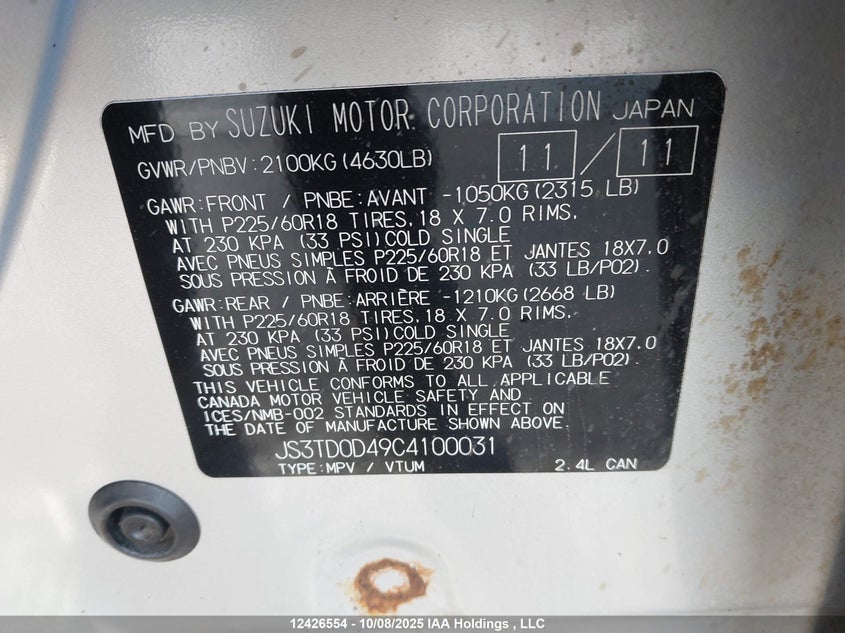 MFD BY SUZUKI MOTOR CORPORATION JAPAN
GVWR/PNBV:2100KG(4630LB) 11 / 11
GAWR:FRONT / PNBE:AVANT -1050KG(2315 LB)
WITH P225/60R18 TIRES,18 X 7.0 RIMS,
AT 230 KPA (33 PSI)COLD SINGLE
AVEC PNEUS SIMPLES P225/60R18 ET JANTES 18X7.0
SOUS PRESSION À FROID DE 230 KPA (33 LB/PO2).
GAWR:REAR / PNBE:ARRIÈRE -1210KG(2668 LB)
WITH P225/60R18 TIRES,18 X 7.0 RIMS,
AT 230 KPA (33 PSI)COLD SINGLE
AVEC PNEUS SIMPLES P225/60R18 ET JANTES 18X7.0
SOUS PRESSION À FROID DE 230 KPA (33 LB/PO2).
THIS VEHICLE CONFORMS TO ALL APPLICABLE
CANADA MOTOR VEHICLE SAFETY AND
ICES/NMB-002 STANDARDS IN EFFECT ON
THE DATE OF MANUFACTURE SHOWN ABOVE.
JS3TD0D49C4100031
TYPE:MPV / VTUM 2.4L CAN
12426554 - 10/08/2025 IAA Holdings , LLC